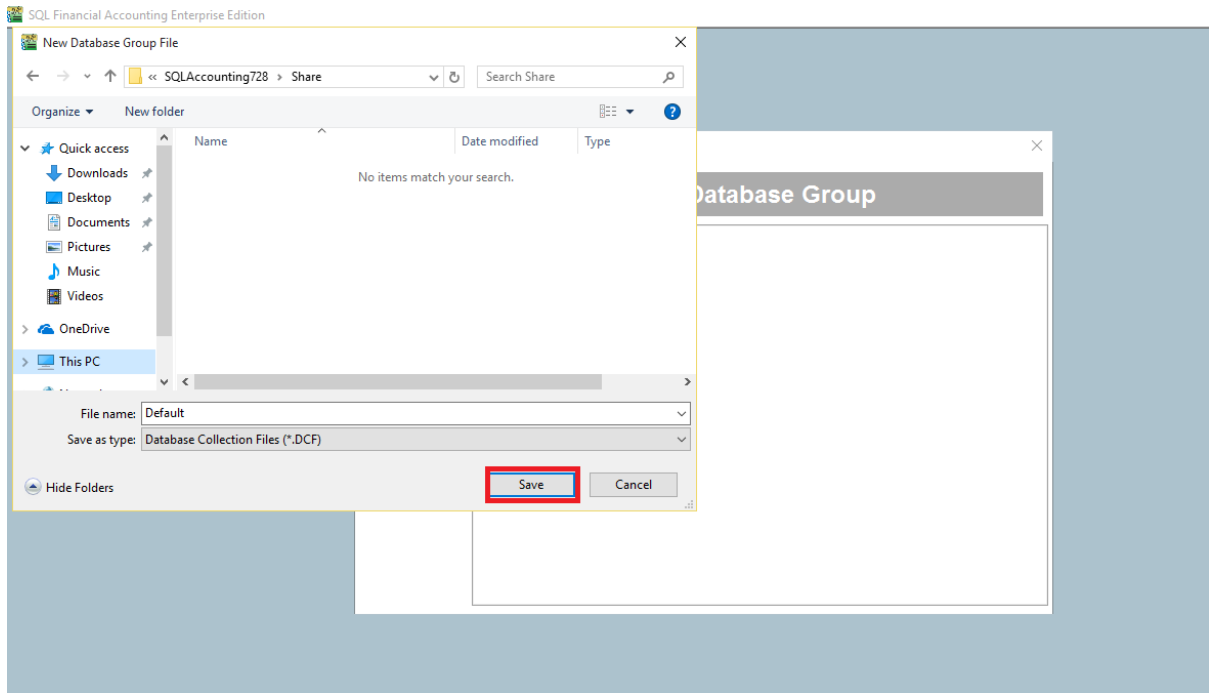 SQL Financial Accounting Enterprise Edition
New Database Group File
« SQLAccounting728 › Share
Search Share
Organize
New folder
Name
Date modified
Type
Quick access
No items match your search.
Downloads
Desktop
Documents
Pictures
Music
Videos
OneDrive
This PC
Database Group
File name: Default
Save as type: Database Collection Files (*.DCF)
Hide Folders
Save
Cancel